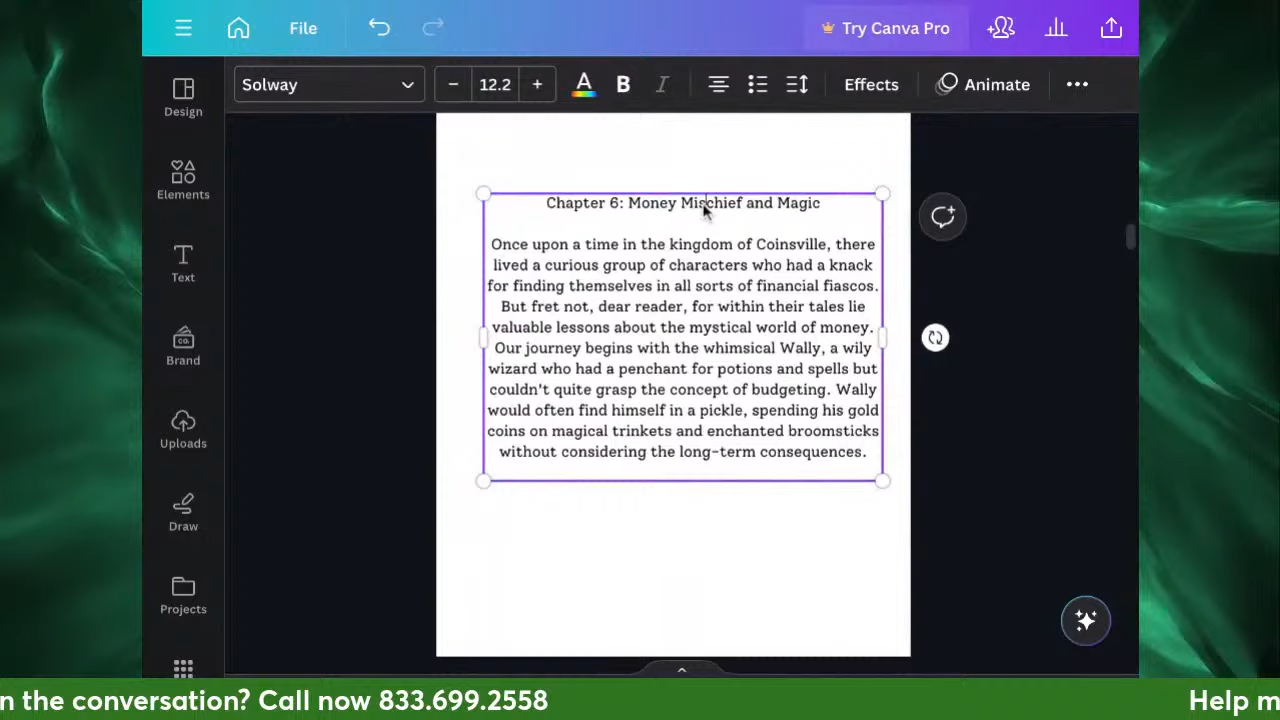 File
Try Canva Pro
Solway
− 12.2 +
A B I
Effects
Animate
Design
Elements
Text
Brand
CO.
Uploads
Draw
Projects
Chapter 6: Money Mischief and Magic
Once upon a time in the kingdom of Coinsville, there
lived a curious group of characters who had a knack
for finding themselves in all sorts of financial fiascos.
But fret not, dear reader, for within their tales lie
valuable lessons about the mystical world of money.
Our journey begins with the whimsical Wally, a wily
wizard who had a penchant for potions and spells but
couldn't quite grasp the concept of budgeting. Wally
would often find himself in a pickle, spending his gold
coins on magical trinkets and enchanted broomsticks
without considering the long-term consequences.
n the conversation? Call now 833.699.2558
Help m